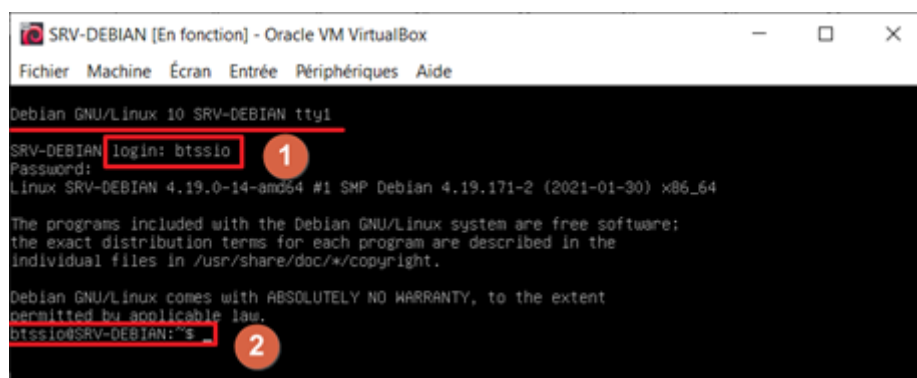 SRV-DEBIAN [En fonction] - Oracle VM VirtualBox
Fichier Machine Écran Entrée Périphériques Aide
Debian GNU/Linux 10 SRV-DEBIAN tty1
SRV-DEBIAN login: btssio
1
Password:
Linux SRV-DEBIAN 4.19.0-14-amd64 #1 SMP Debian 4.19.171-2 (2021-01-30) x86_64
The programs included with the Debian GNU/Linux system are free software;
the exact distribution terms for each program are described in the
individual files in /usr/share/doc/*/copyright.
Debian GNU/Linux comes with ABSOLUTELY NO WARRANTY, to the extent
permitted by applicable law.
btssio@SRV-DEBIAN:~$ _
2